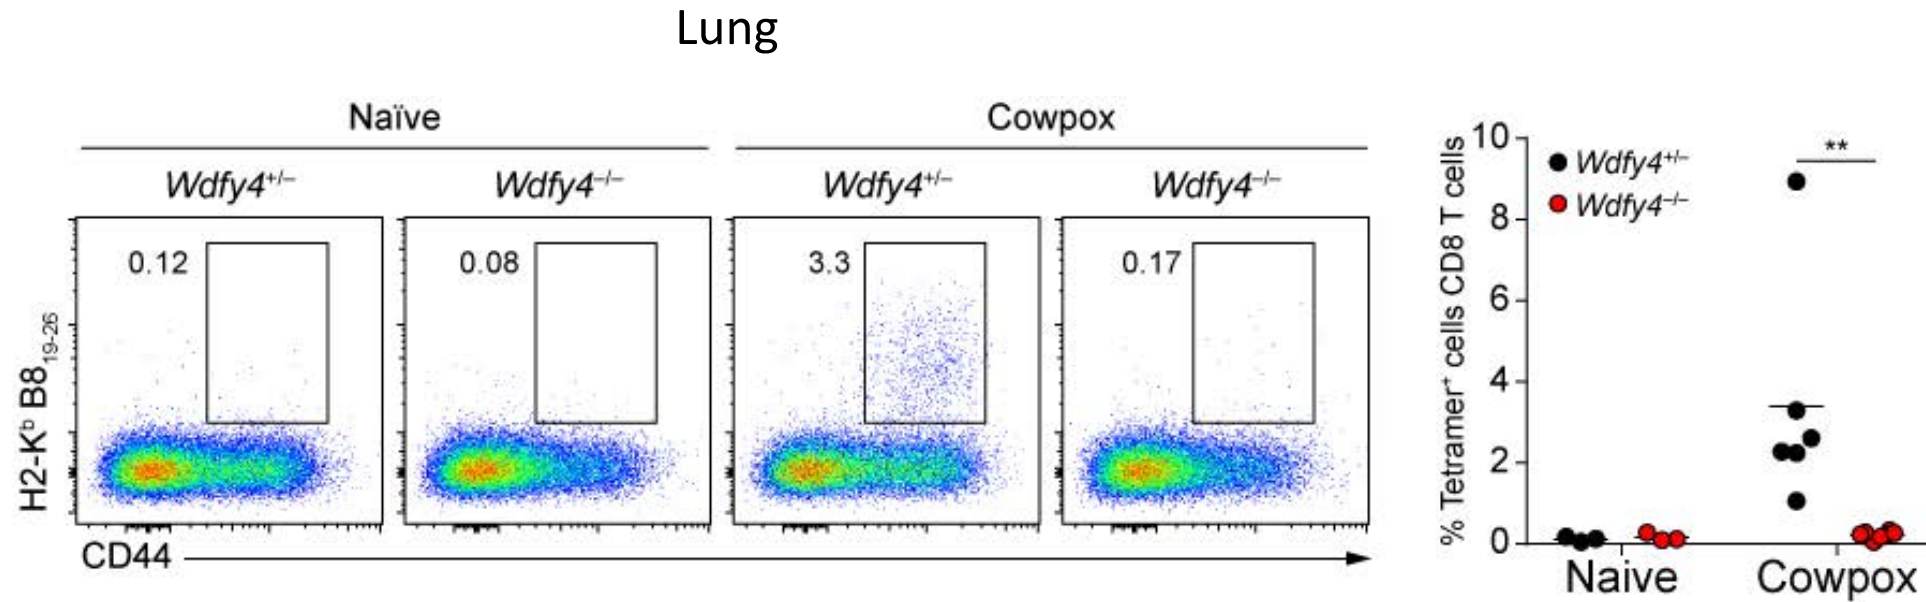 Lung
Naïve Cowpox
Wdfy4+/– Wdfy4–/– Wdfy4+/– Wdfy4–/–
0.12 0.08 3.3 0.17
H2-Kb B819-26
CD44
% Tetramer+ cells CD8 T cells
10
8
6
4
2
0
Wdfy4+/–
Wdfy4–/–
**
Naive Cowpox